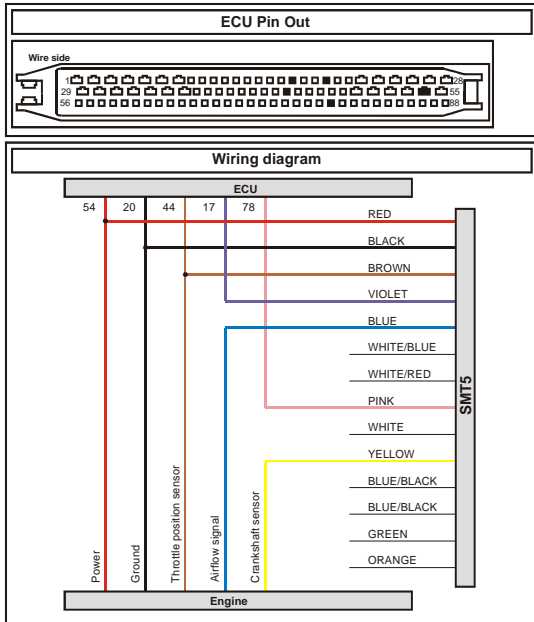 ECU Pin Out
Wire side
1
28
29
55
56
88
Wiring diagram
ECU
54 20 44 17 78
RED
BLACK
BROWN
VIOLET
BLUE
WHITE/BLUE
WHITE/RED
PINK
WHITE
YELLOW
BLUE/BLACK
BLUE/BLACK
GREEN
ORANGE
SMT5
Power
Ground
Throttle position sensor
Airflow signal
Crankshaft sensor
Engine